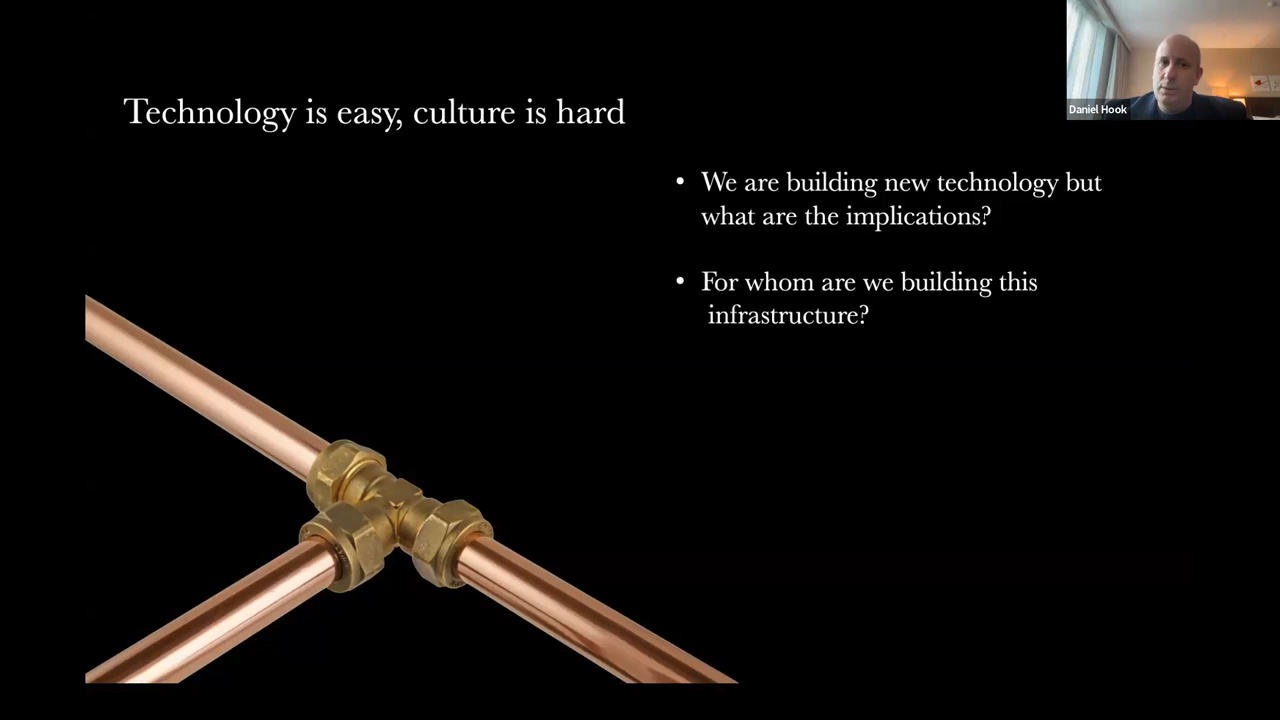 Technology is easy, culture is hard
Daniel Hook
• We are building new technology but
what are the implications?
• For whom are we building this
infrastructure?